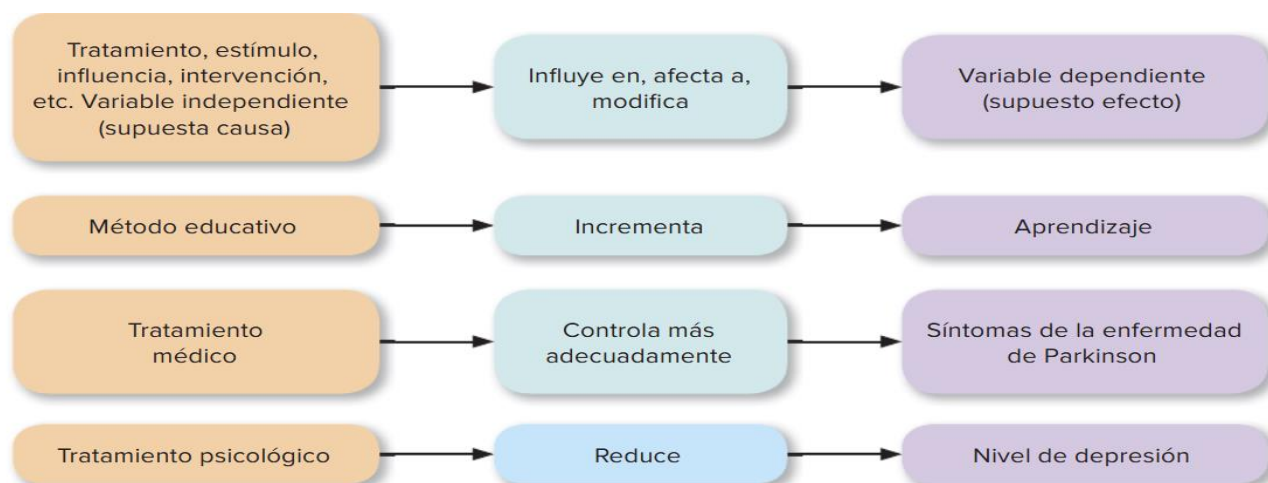 Tratamiento, estímulo,
influencia, intervención,
etc. Variable independiente
(supuesta causa)
Influye en, afecta a,
modifica
Variable dependiente
(supuesto efecto)
Método educativo
Incrementa
Aprendizaje
Tratamiento
médico
Controla más
adecuadamente
Síntomas de la enfermedad
de Parkinson
Tratamiento psicológico
Reduce
Nivel de depresión